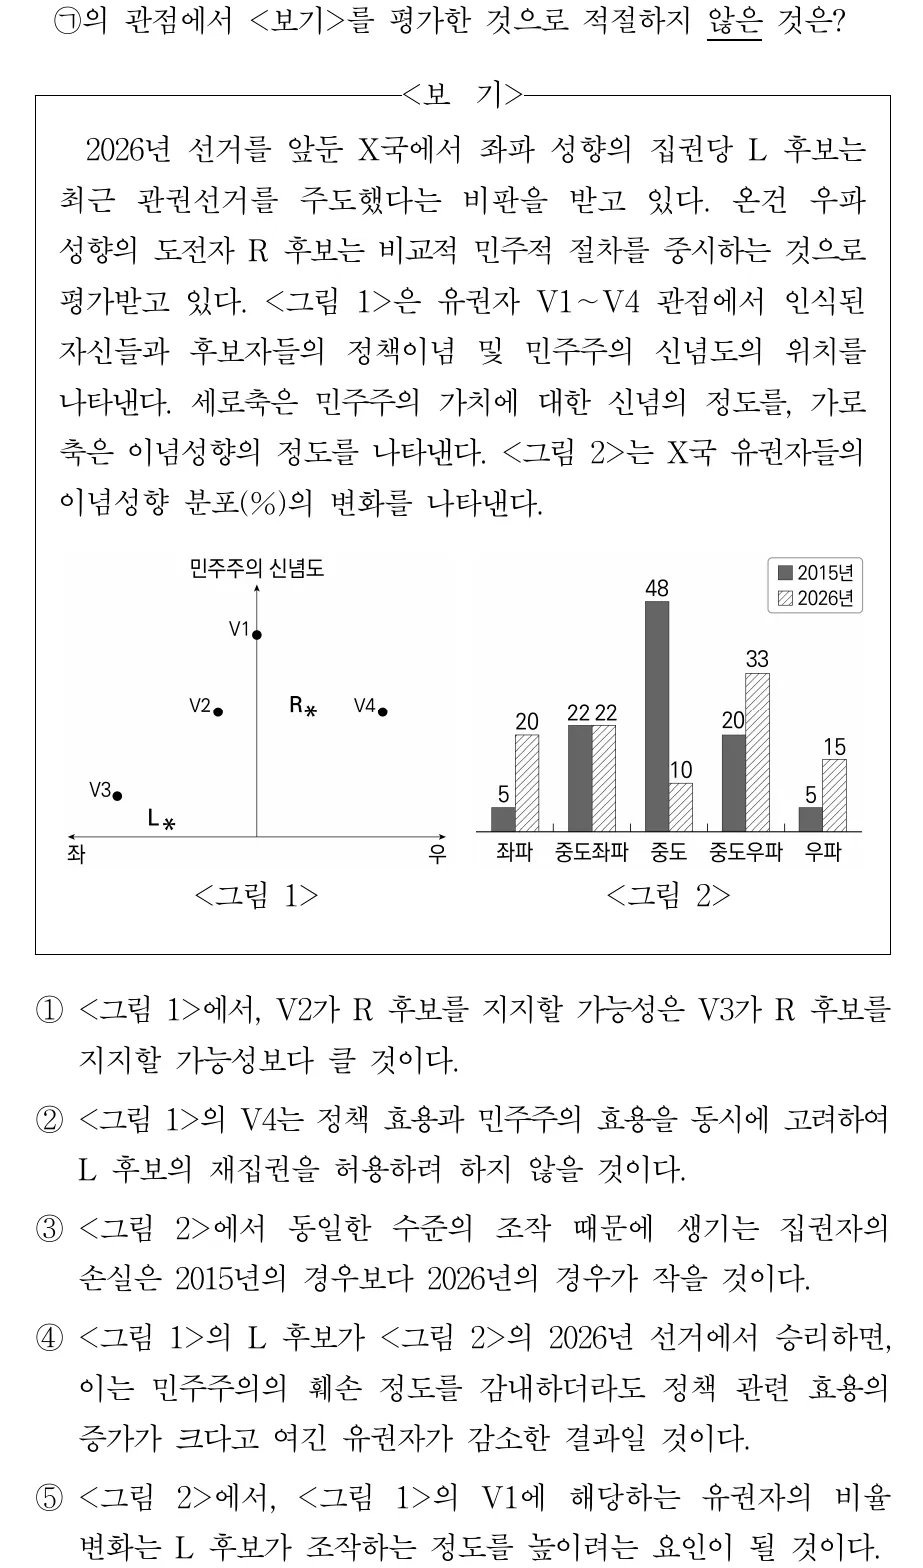 ㉠의 관점에서 <보기>를 평가한 것으로 적절하지 않은 것은?
<보 기>
2026년 선거를 앞둔 X국에서 좌파 성향의 집권당 L 후보는
최근 관권선거를 주도했다는 비판을 받고 있다. 온건 우파
성향의 도전자 R 후보는 비교적 민주적 절차를 중시하는 것으로
평가받고 있다. <그림 1>은 유권자 V1～V4 관점에서 인식된
자신들과 후보자들의 정책이념 및 민주주의 신념도의 위치를
나타낸다. 세로축은 민주주의 가치에 대한 신념의 정도를, 가로
축은 이념성향의 정도를 나타낸다. <그림 2>는 X국 유권자들의
이념성향 분포(%)의 변화를 나타낸다.
민주주의 신념도
V1
V2
R*
V4
V3
L*
좌
우
<그림 1>
2015년
2026년
48
33
20
22
22
20
15
10
5
5
좌파
중도좌파
중도
중도우파
우파
<그림 2>
① <그림 1>에서, V2가 R 후보를 지지할 가능성은 V3가 R 후보를
지지할 가능성보다 클 것이다.
② <그림 1>의 V4는 정책 효용과 민주주의 효용을 동시에 고려하여
L 후보의 재집권을 허용하려 하지 않을 것이다.
③ <그림 2>에서 동일한 수준의 조작 때문에 생기는 집권자의
손실은 2015년의 경우보다 2026년의 경우가 작을 것이다.
④ <그림 1>의 L 후보가 <그림 2>의 2026년 선거에서 승리하면,
이는 민주주의의 훼손 정도를 감내하더라도 정책 관련 효용의
증가가 크다고 여긴 유권자가 감소한 결과일 것이다.
⑤ <그림 2>에서, <그림 1>의 V1에 해당하는 유권자의 비율
변화는 L 후보가 조작하는 정도를 높이려는 요인이 될 것이다.